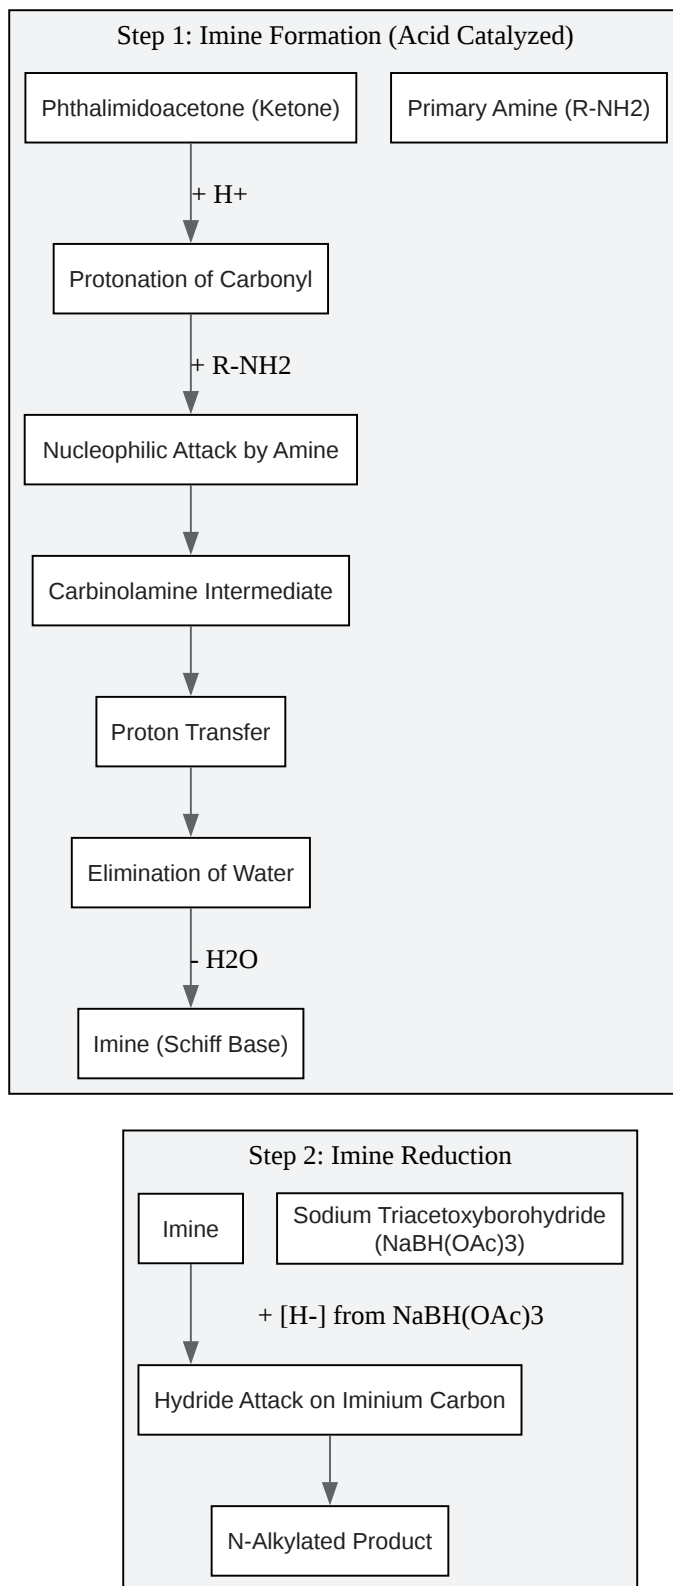 Step 1: Imine Formation (Acid Catalyzed)
Phthalimidoacetone (Ketone)
Primary Amine (R-NH2)
+ H+
Protonation of Carbonyl
+ R-NH2
Nucleophilic Attack by Amine
Carbinolamine Intermediate
Proton Transfer
Elimination of Water
- H2O
Imine (Schiff Base)
Step 2: Imine Reduction
Imine
Sodium Triacetoxyborohydride
(NaBH(OAc)3)
+ [H-] from NaBH(OAc)3
Hydride Attack on Iminium Carbon
N-Alkylated Product